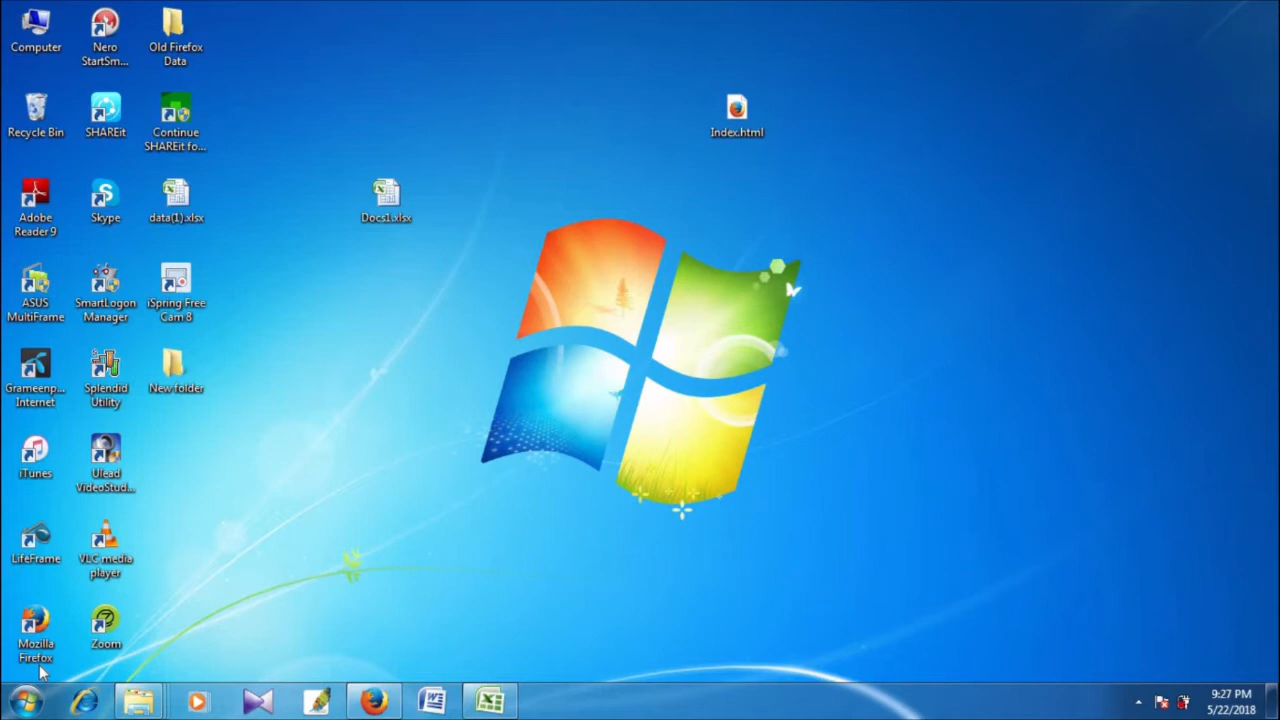 Computer
Nero
StartSm...
Old Firefox
Data
Recycle Bin
SHAREit
Continue
SHAREit fo...
Index.html
Adobe
Reader 9
Skype
data(1).xlsx
Docs1.xlsx
ASUS
MultiFrame
SmartLogon
Manager
iSpring Free
Cam 8
Grameenp...
Internet
Splendid
Utility
New folder
iTunes
Ulead
VideoStud...
LifeFrame
VLC media
player
Mozilla
Firefox
Zoom
9:27 PM
5/22/2018